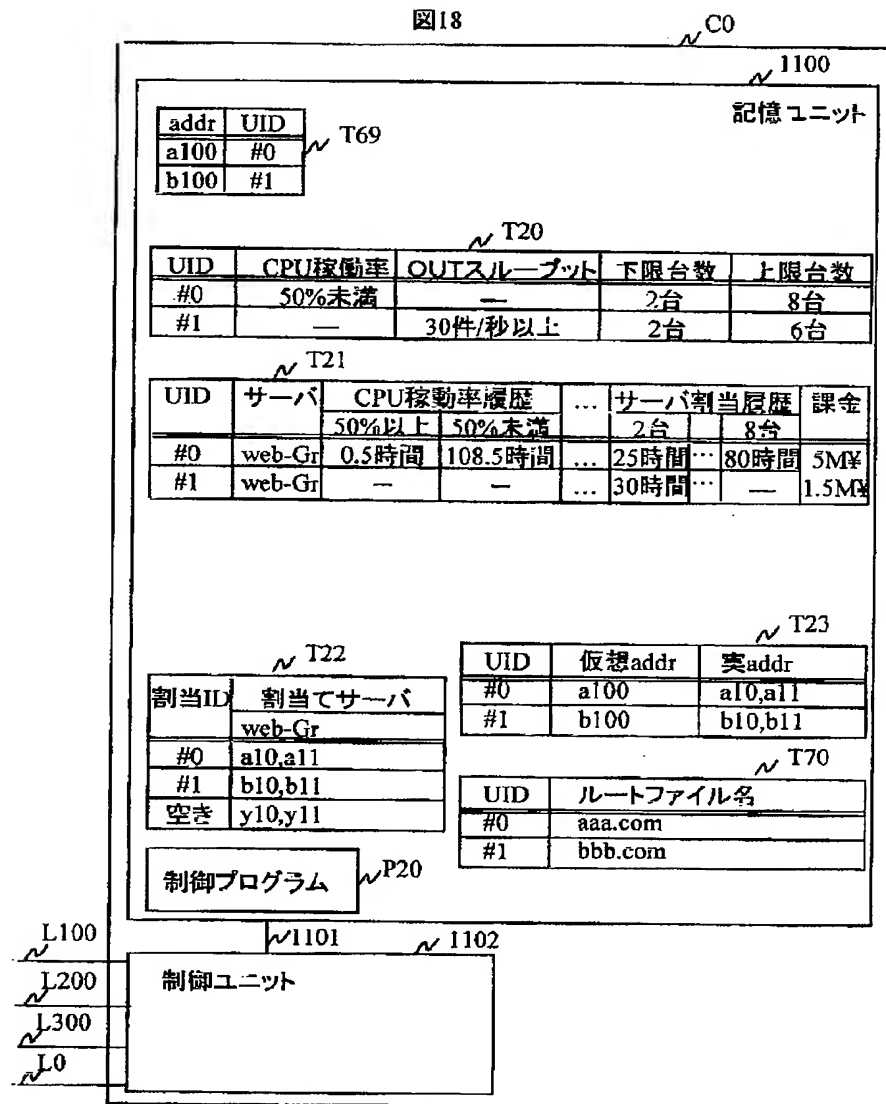 図18
C0
1100
記憶ユニット
addr UID
a100 #0
b100 #1
T69
T20
UID CPU稼働率 OUTスループット 下限台数 上限台数
#0 50%未満 — 2台 8台
#1 — 30件/秒以上 2台 6台
T21
UID サーバ CPU稼動率履歴 … サーバ割当履歴 課金
50%以上 50%未満 2台 8台
#0 web-Gr 0.5時間 108.5時間 … 25時間 … 80時間 5M¥
#1 web-Gr — — … 30時間 … — 1.5M¥
T22
割当ID 割当てサーバ
web-Gr
#0 a10,a11
#1 b10,b11
空き y10,y11
T23
UID 仮想addr 実addr
#0 a100 a10,a11
#1 b100 b10,b11
T70
UID ルートファイル名
#0 aaa.com
#1 bbb.com
制御プログラム P20
1101 1102
L100
L200
L300
L0
制御ユニット